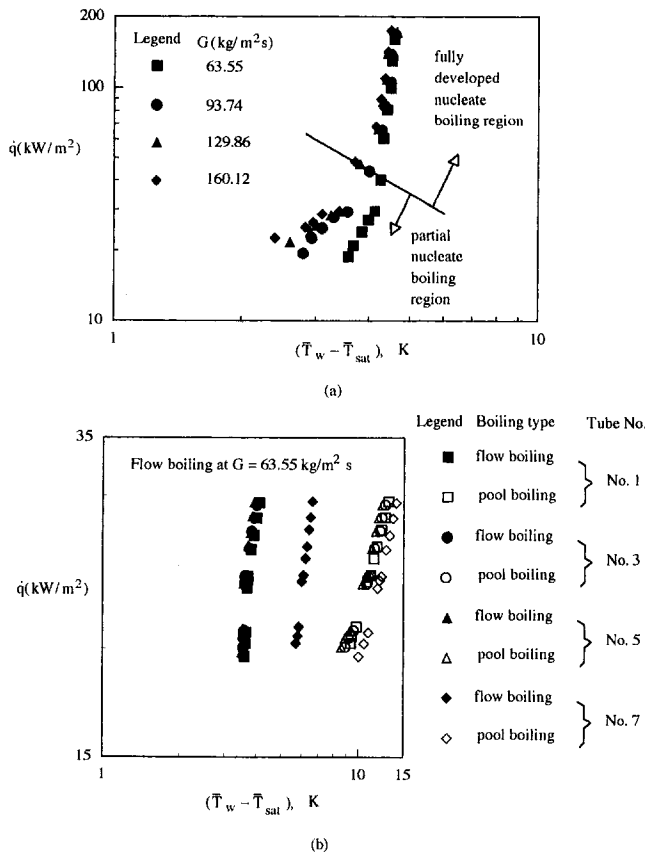 200
Legend G (kg/m²s)
63.55
93.74
129.86
160.12
100
q̇(kW/m²)
10
fully
developed
nucleate
boiling region
partial
nucleate
boiling
region
1
10
(T̄w − T̄sat), K
(a)
35
Flow boiling at G = 63.55 kg/m² s
q̇(kW/m²)
15
1
10
15
(T̄w − T̄sat), K
(b)
Legend Boiling type Tube No.
flow boiling
pool boiling
No. 1
flow boiling
pool boiling
No. 3
flow boiling
pool boiling
No. 5
flow boiling
pool boiling
No. 7